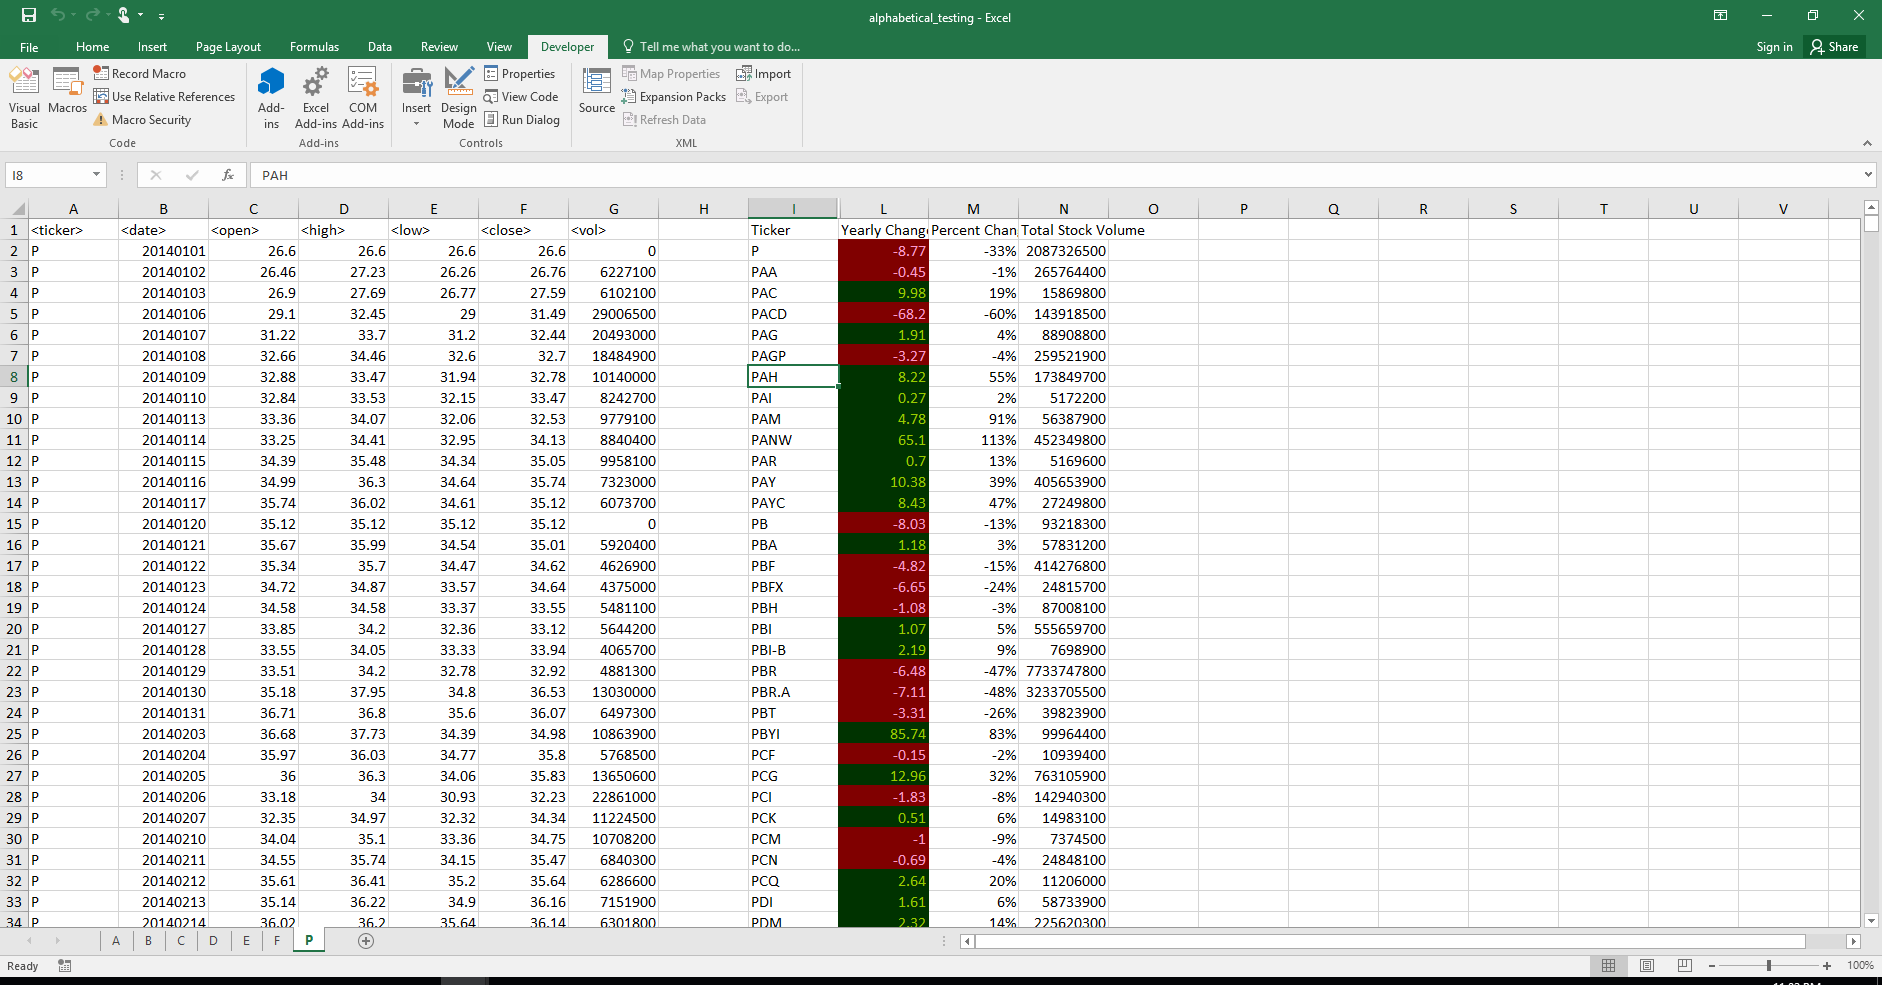 alphabetical_testing - Excel
File Home Insert Page Layout Formulas Data Review View Developer Tell me what you want to do... Sign in Share
Visual Basic Macros Record Macro Use Relative References Macro Security Code
Add-ins Excel Add-ins COM Add-ins Add-ins
Insert Design Mode Properties View Code Run Dialog Controls
Source Map Properties Expansion Packs Refresh Data Import Export XML
I8 fx PAH
A B C D E F G H I L M N O P Q R S T U V
1 <ticker> <date> <open> <high> <low> <close> <vol> Ticker Yearly Chang Percent Chan Total Stock Volume
2 P 20140101 26.6 26.6 26.6 26.6 0 P -8.77 -33% 2087326500
3 P 20140102 26.46 27.23 26.26 26.76 6227100 PAA -0.45 -1% 265764400
4 P 20140103 26.9 27.69 26.77 27.59 6102100 PAC 9.98 19% 15869800
5 P 20140106 29.1 32.45 29 31.49 29006500 PACD -68.2 -60% 143918500
6 P 20140107 31.22 33.7 31.2 32.44 20493000 PAG 1.91 4% 88908800
7 P 20140108 32.66 34.46 32.6 32.7 18484900 PAGP -3.27 -4% 259521900
8 P 20140109 32.88 33.47 31.94 32.78 10140000 PAH 8.22 55% 173849700
9 P 20140110 32.84 33.53 32.15 33.47 8242700 PAI 0.27 2% 5172200
10 P 20140113 33.36 34.07 32.06 32.53 9779100 PAM 4.78 91% 56387900
11 P 20140114 33.25 34.41 32.95 34.13 8840400 PANW 65.1 113% 452349800
12 P 20140115 34.39 35.48 34.34 35.05 9958100 PAR 0.7 13% 5169600
13 P 20140116 34.99 36.3 34.64 35.74 7323000 PAY 10.38 39% 405653900
14 P 20140117 35.74 36.02 34.61 35.12 6073700 PAYC 8.43 47% 27249800
15 P 20140120 35.12 35.12 35.12 35.12 0 PB -8.03 -13% 93218300
16 P 20140121 35.67 35.99 34.54 35.01 5920400 PBA 1.18 3% 57831200
17 P 20140122 35.34 35.7 34.47 34.62 4626900 PBF -4.82 -15% 414276800
18 P 20140123 34.72 34.87 33.57 34.64 4375000 PBFX -6.65 -24% 24815700
19 P 20140124 34.58 34.58 33.37 33.55 5481100 PBH -1.08 -3% 87008100
20 P 20140127 33.85 34.2 32.36 33.12 5644200 PBI 1.07 5% 555659700
21 P 20140128 33.55 34.05 33.33 33.94 4065700 PBI-B 2.19 9% 7698900
22 P 20140129 33.51 34.2 32.78 32.92 4881300 PBR -6.48 -47% 7733747800
23 P 20140130 35.18 37.95 34.8 36.53 13030000 PBR.A -7.11 -48% 3233705500
24 P 20140131 36.71 36.8 35.6 36.07 6497300 PBT -3.31 -26% 39823900
25 P 20140203 36.68 37.73 34.39 34.98 10863900 PBYI 85.74 83% 99964400
26 P 20140204 35.97 36.03 34.77 35.8 5768500 PCF -0.15 -2% 10939400
27 P 20140205 36 36.3 34.06 35.83 13650600 PCG 12.96 32% 763105900
28 P 20140206 33.18 34 30.93 32.23 22861000 PCI -1.83 -8% 142940300
29 P 20140207 32.35 34.97 32.32 34.34 11224500 PCK 0.51 6% 14983100
30 P 20140210 34.04 35.1 33.36 34.75 10708200 PCM -1 -9% 7374500
31 P 20140211 34.55 35.74 34.15 35.47 6840300 PCN -0.69 -4% 24848100
32 P 20140212 35.61 36.41 35.2 35.64 6286600 PCQ 2.64 20% 11206000
33 P 20140213 35.14 36.22 34.9 36.16 7151900 PDI 1.61 6% 58733900
34 P 20140214 36.02 36.2 35.64 36.14 6301800 PDM 2.32 14% 225620300
A B C D E F P
Ready 100%